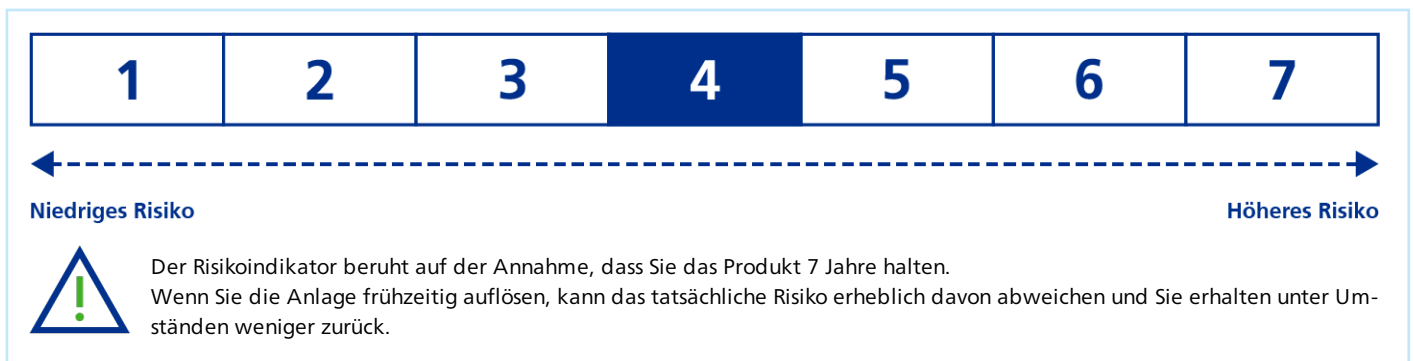 1 2 3 4 5 6 7
Niedriges Risiko Höheres Risiko
Der Risikoindikator beruht auf der Annahme, dass Sie das Produkt 7 Jahre halten.
Wenn Sie die Anlage frühzeitig auflösen, kann das tatsächliche Risiko erheblich davon abweichen und Sie erhalten unter Um-
ständen weniger zurück.